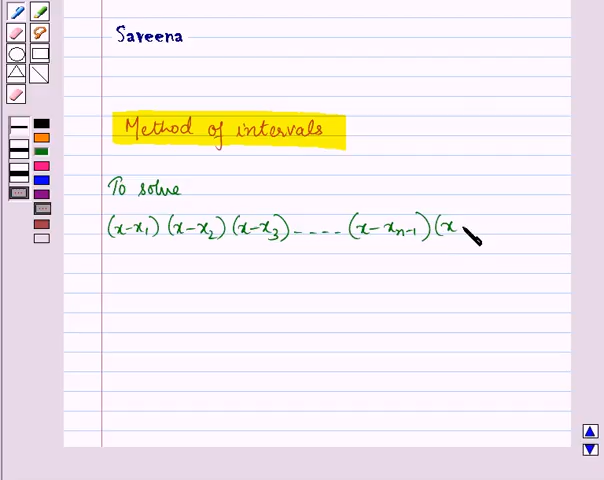 Saveena
Method of intervals
To solve
(x-x₁) (x-x₂) (x-x₃) ---- (x-xₙ₋₁) (x